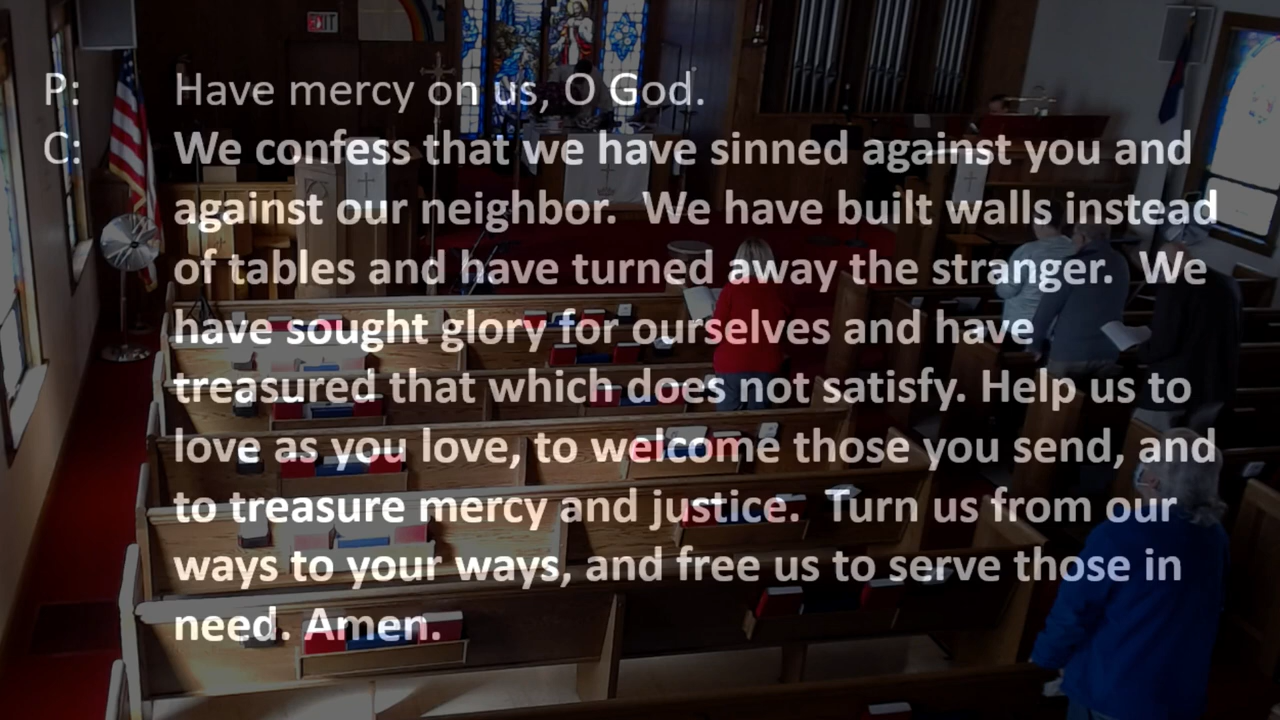 EXIT
P: Have mercy on us, O God.
C: We confess that we have sinned against you and
against our neighbor. We have built walls instead
of tables and have turned away the stranger. We
have sought glory for ourselves and have
treasured that which does not satisfy. Help us to
love as you love, to welcome those you send, and
to treasure mercy and justice. Turn us from our
ways to your ways, and free us to serve those in
need. Amen.